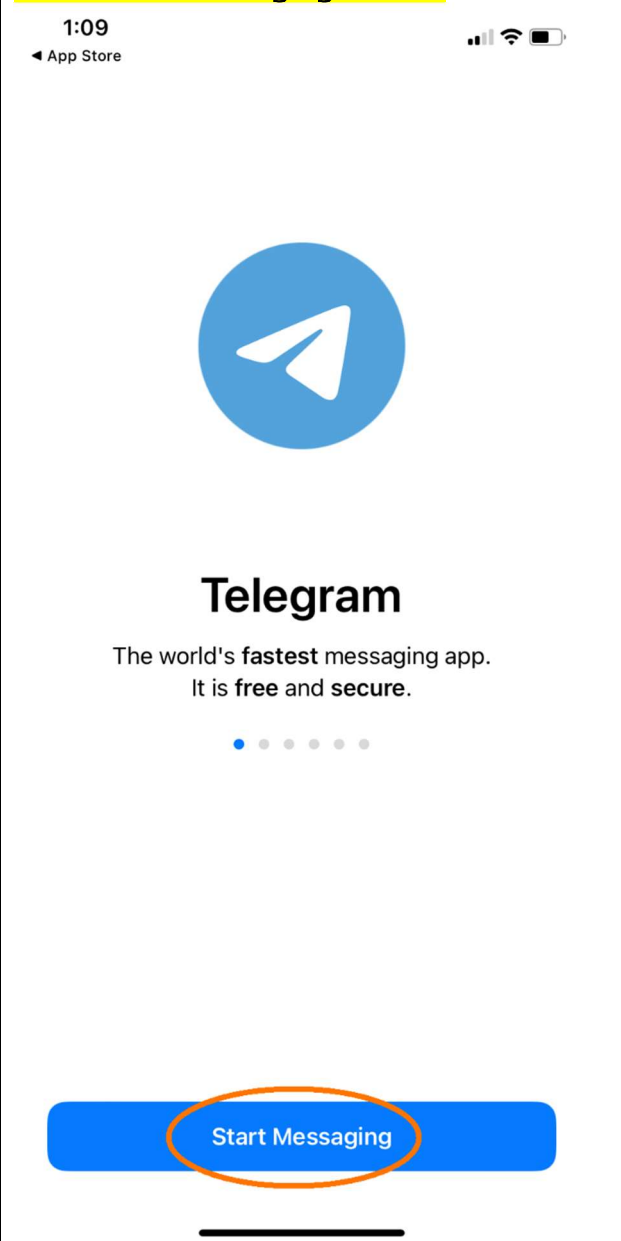 1:09
◀ App Store
Telegram
The world's fastest messaging app.
It is free and secure.
Start Messaging